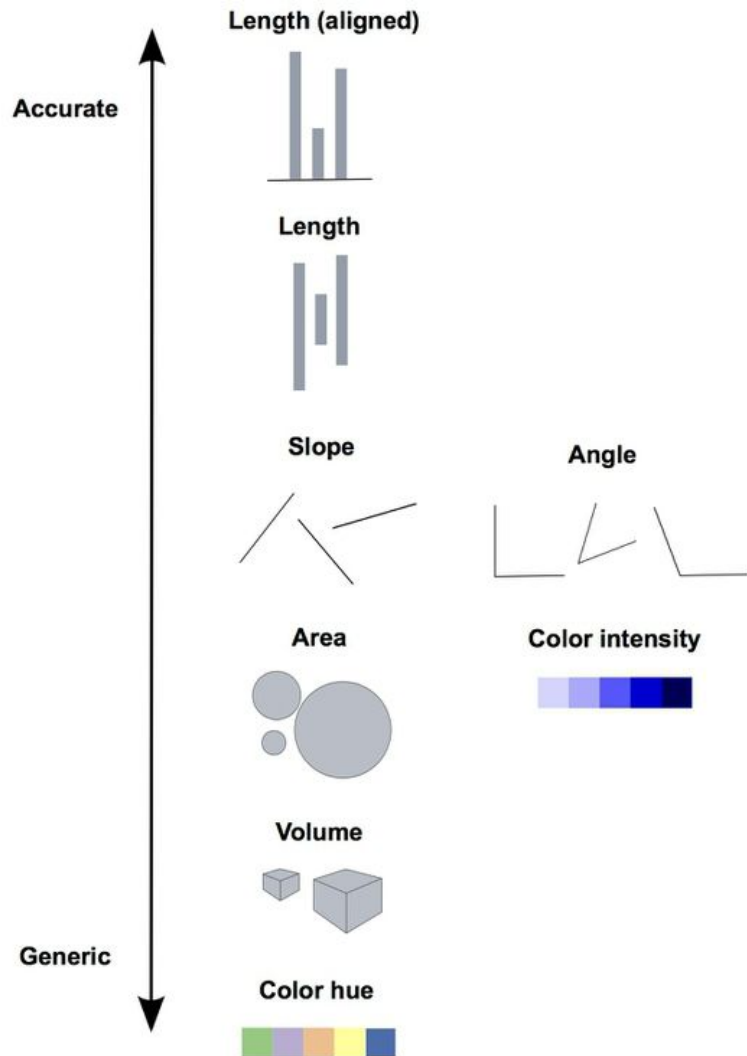 Length (aligned)
Accurate
Length
Slope
Angle
Area
Color intensity
Volume
Generic
Color hue